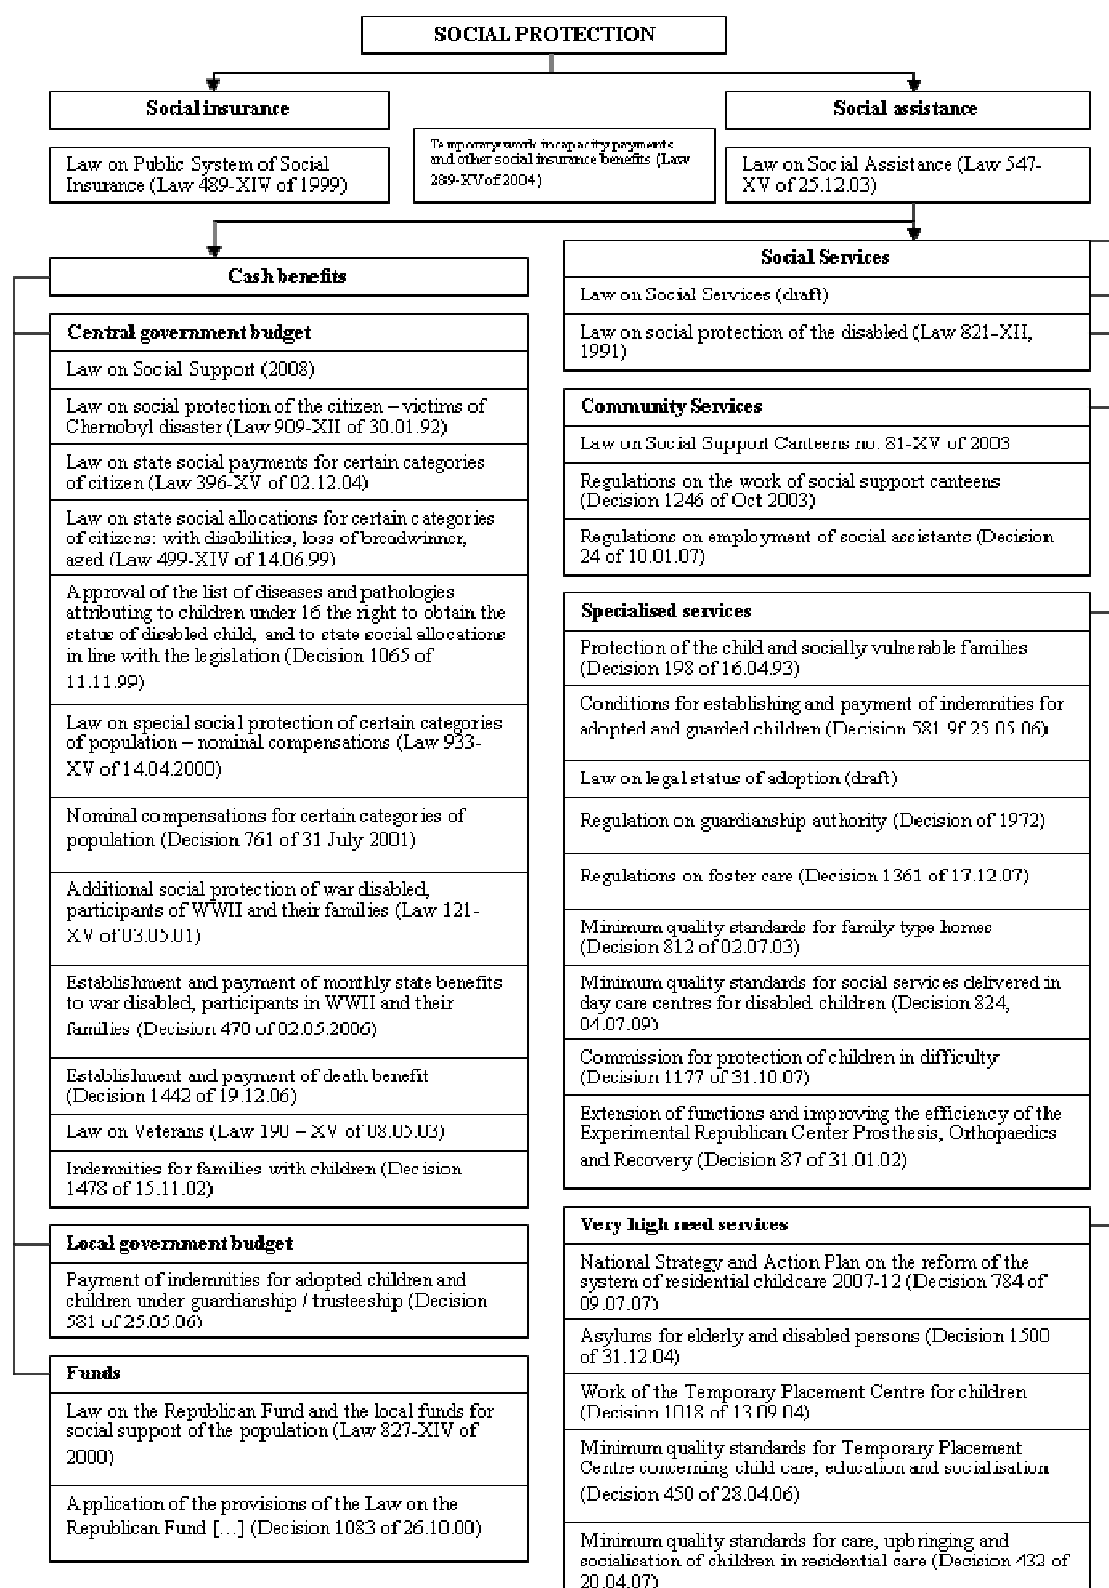 SOCIAL PROTECTION
Social insurance
Law on Public System of Social
Insurance (Law 489-XIV of 1999)
Temporary work incapacity payments
and other social insurance benefits (Law
289-XV of 2004)
Social assistance
Law on Social Assistance (Law 547-
XV of 25.12.03)
Cash benefits
Central government budget
Law on Social Support (2008)
Law on social protection of the citizen – victims of
Chernobyl disaster (Law 909-XII of 30.01.92)
Law on state social payments for certain categories
of citizen (Law 396-XV of 02.12.04)
Law on state social allocations for certain categories
of citizens: with disabilities, loss of breadwinner,
aged (Law 499-XIV of 14.06.99)
Approval of the list of diseases and pathologies
attributing to children under 16 the right to obtain the
status of disabled child, and to state social allocations
in line with the legislation (Decision 1065 of
11.11.99)
Law on special social protection of certain categories
of population – nominal compensations (Law 933-
XV of 14.04.2000)
Nominal compensations for certain categories of
population (Decision 761 of 31 July 2001)
Additional social protection of war disabled,
participants of WWII and their families (Law 121-
XV of 03.05.01)
Establishment and payment of monthly state benefits
to war disabled, participants in WWII and their
families (Decision 470 of 02.05.2006)
Establishment and payment of death benefit
(Decision 1442 of 19.12.06)
Law on Veterans (Law 190 – XV of 08.05.03)
Indemnities for families with children (Decision
1478 of 15.11.02)
Local government budget
Payment of indemnities for adopted children and
children under guardianship / trusteeship (Decision
581 of 25.05.06)
Funds
Law on the Republican Fund and the local funds for
social support of the population (Law 827-XIV of
2000)
Application of the provisions of the Law on the
Republican Fund [...] (Decision 1083 of 26.10.00)
Social Services
Law on Social Services (draft)
Law on social protection of the disabled (Law 821-XII,
1991)
Community Services
Law on Social Support Canteens no. 81-XV of 2003
Regulations on the work of social support canteens
(Decision 1246 of Oct 2003)
Regulations on employment of social assistants (Decision
24 of 10.01.07)
Specialised services
Protection of the child and socially vulnerable families
(Decision 198 of 16.04.93)
Conditions for establishing and payment of indemnities for
adopted and guarded children (Decision 581 9f 25.05.06)
Law on legal status of adoption (draft)
Regulation on guardianship authority (Decision of 1972)
Regulations on foster care (Decision 1361 of 17.12.07)
Minimum quality standards for family type homes
(Decision 812 of 02.07.03)
Minimum quality standards for social services delivered in
day care centres for disabled children (Decision 824,
04.07.09)
Commission for protection of children in difficulty
(Decision 1177 of 31.10.07)
Extension of functions and improving the efficiency of the
Experimental Republican Center Prosthesis, Orthopaedics
and Recovery (Decision 87 of 31.01.02)
Very high need services
National Strategy and Action Plan on the reform of the
system of residential childcare 2007-12 (Decision 784 of
09.07.07)
Asylums for elderly and disabled persons (Decision 1500
of 31.12.04)
Work of the Temporary Placement Centre for children
(Decision 1018 of 13.09.04)
Minimum quality standards for Temporary Placement
Centre concerning child care, education and socialisation
(Decision 450 of 28.04.06)
Minimum quality standards for care, upbringing and
socialisation of children in residential care (Decision 432 of
20.04.07)